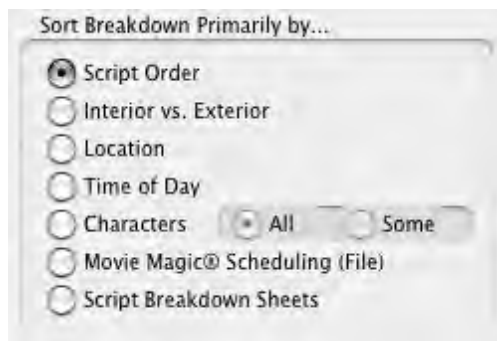 Sort Breakdown Primarily by...
Script Order
Interior vs. Exterior
Location
Time of Day
Characters All Some
Movie Magic® Scheduling (File)
Script Breakdown Sheets